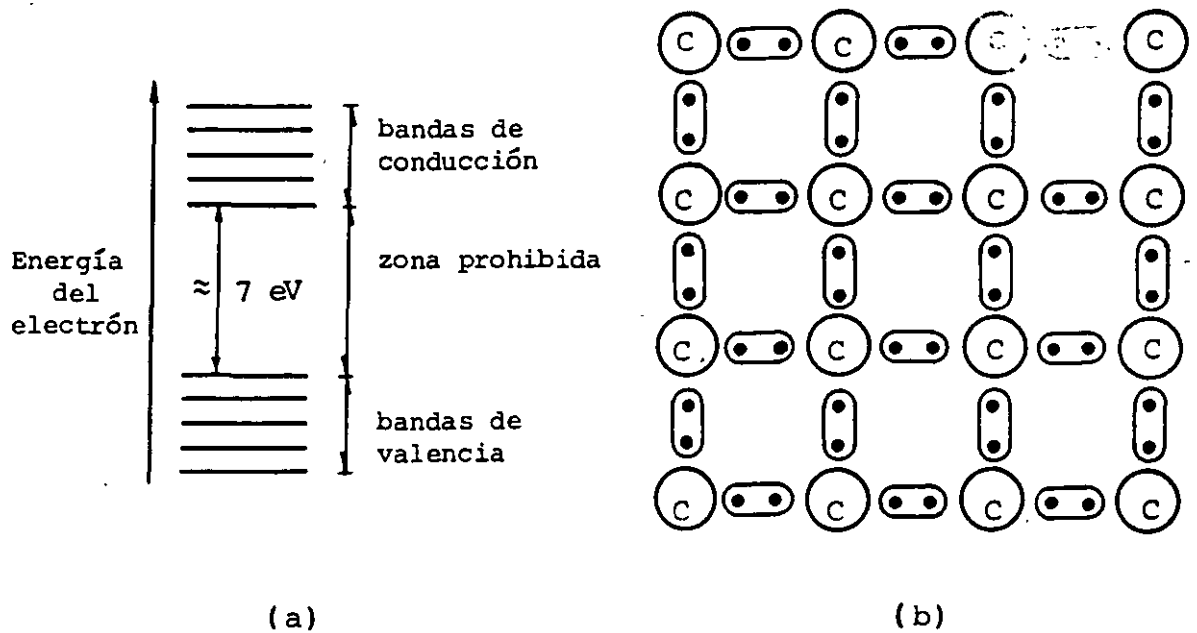 bandas de
conducción
Energía
del
electrón
≈ 7 eV
zona prohibida
bandas de
valencia
(a)
C C C C
C C C C
C C C C
C C C C
(b)